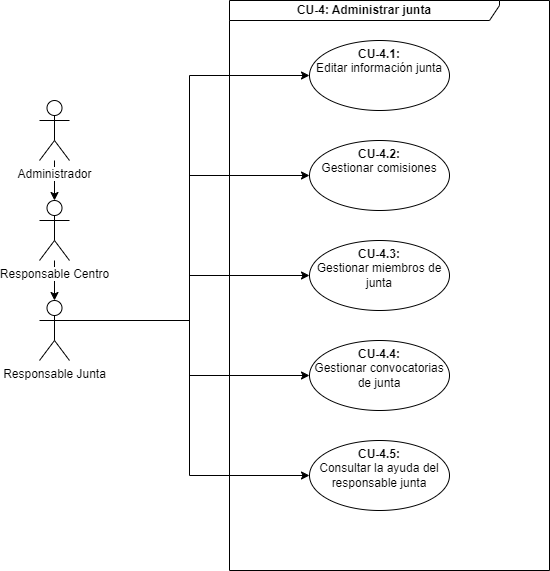 CU-4: Administrar junta
CU-4.1:
Editar información junta
CU-4.2:
Gestionar comisiones
CU-4.3:
Gestionar miembros de
junta
CU-4.4:
Gestionar convocatorias
de junta
CU-4.5:
Consultar la ayuda del
responsable junta
Administrador
Responsable Centro
Responsable Junta